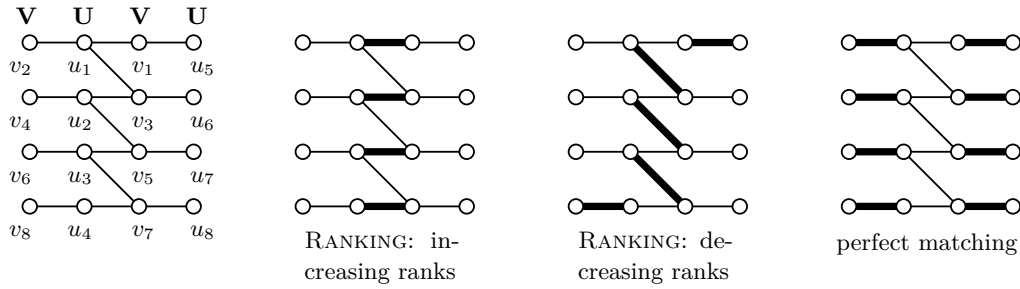 V U V U
v₂ u₁ v₁ u₅
v₄ u₂ v₃ u₆
v₆ u₃ v₅ u₇
v₈ u₄ v₇ u₈
RANKING: in-
creasing ranks
RANKING: de-
creasing ranks
perfect matching